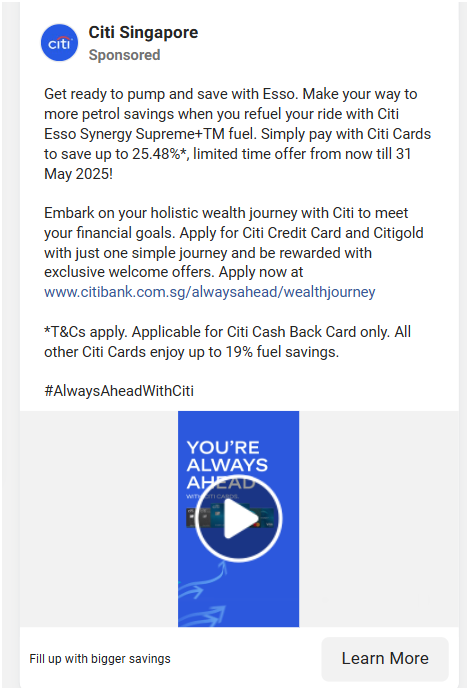 citi
Citi Singapore
Sponsored
Get ready to pump and save with Esso. Make your way to
more petrol savings when you refuel your ride with Citi
Esso Synergy Supreme+TM fuel. Simply pay with Citi Cards
to save up to 25.48%*, limited time offer from now till 31
May 2025!
Embark on your holistic wealth journey with Citi to meet
your financial goals. Apply for Citi Credit Card and Citigold
with just one simple journey and be rewarded with
exclusive welcome offers. Apply now at
www.citibank.com.sg/alwaysahead/wealthjourney
*T&Cs apply. Applicable for Citi Cash Back Card only. All
other Citi Cards enjoy up to 19% fuel savings.
#AlwaysAheadWithCiti
YOU'RE
ALWAYS
AHEAD
WITH CITI CARDS
Fill up with bigger savings
Learn More